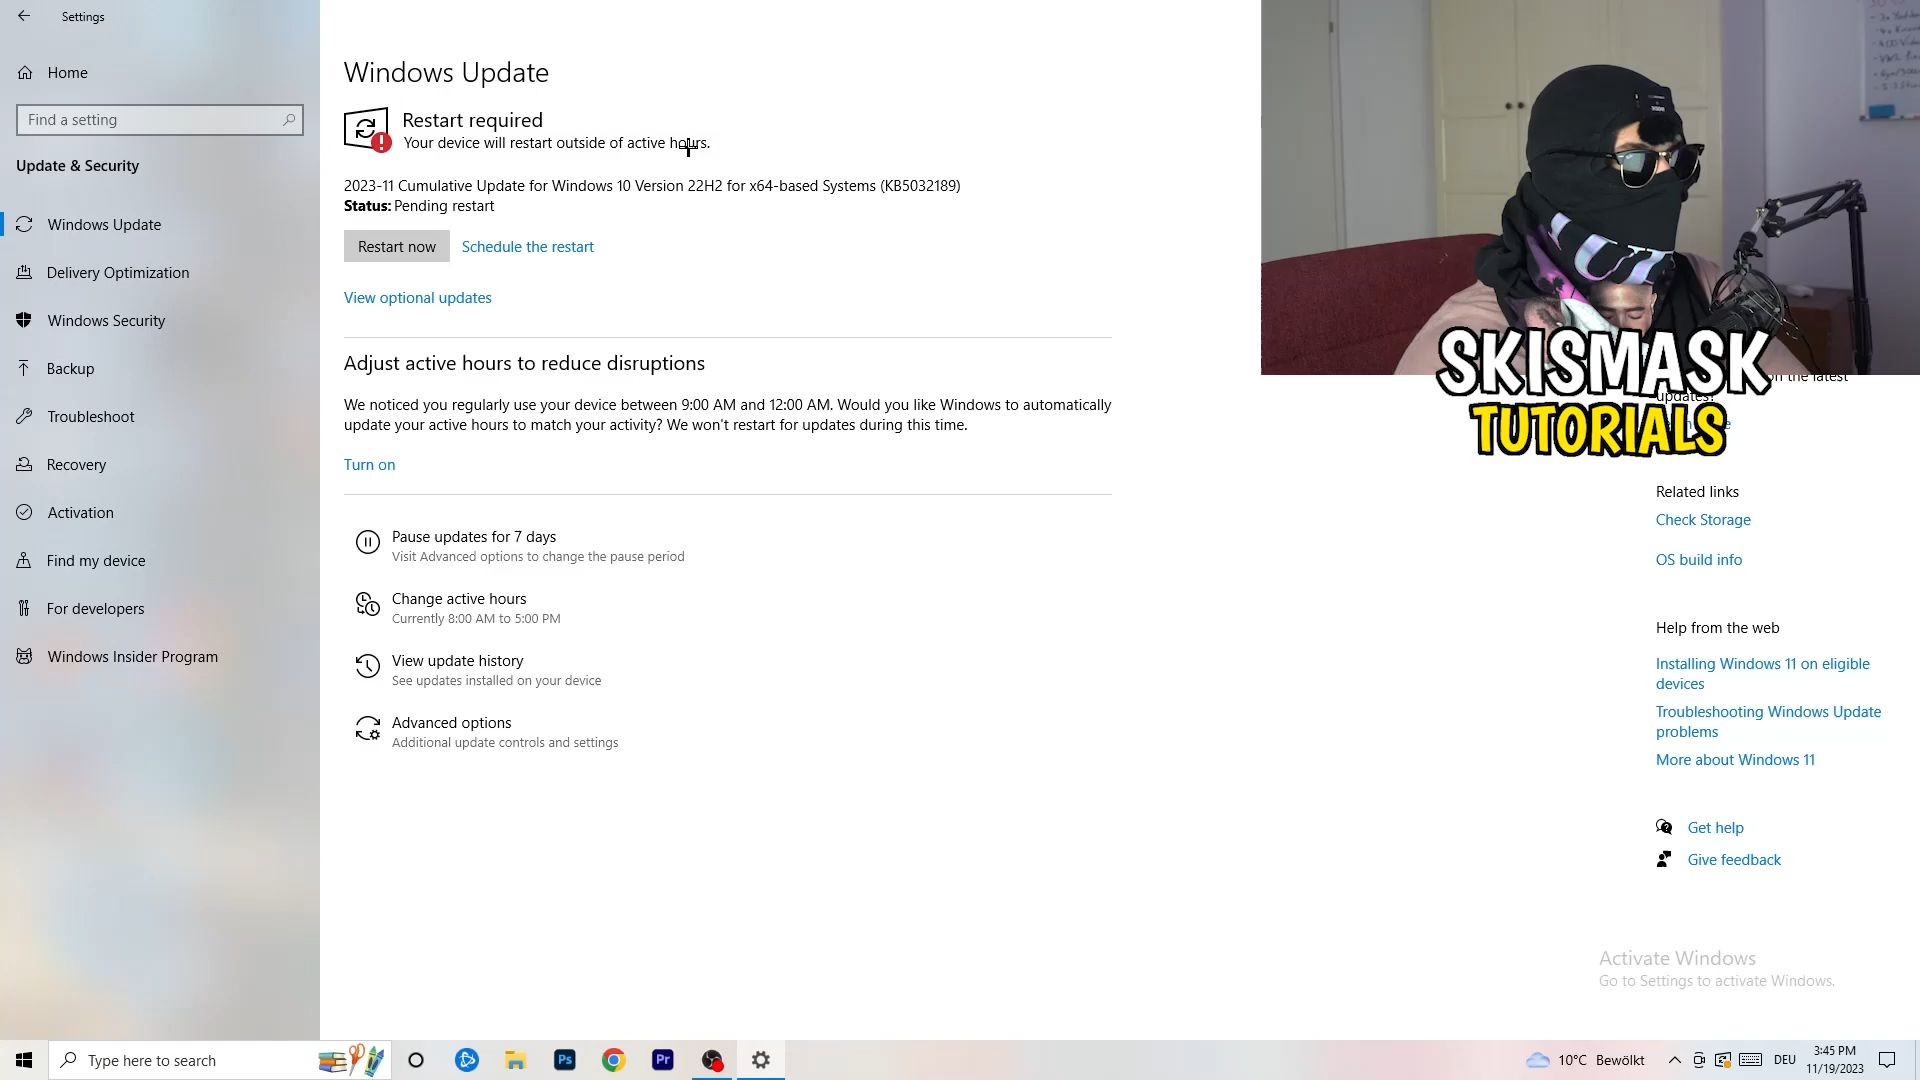 Settings
Home
Find a setting
Update & Security
Windows Update
Delivery Optimization
Windows Security
Backup
Troubleshoot
Recovery
Activation
Find my device
For developers
Windows Insider Program
Windows Update
Restart required
Your device will restart outside of active hours.
2023-11 Cumulative Update for Windows 10 Version 22H2 for x64-based Systems (KB5032189)
Status: Pending restart
Restart now
Schedule the restart
View optional updates
Adjust active hours to reduce disruptions
We noticed you regularly use your device between 9:00 AM and 12:00 AM. Would you like Windows to automatically
update your active hours to match your activity? We won't restart for updates during this time.
Turn on
Pause updates for 7 days
Visit Advanced options to change the pause period
Change active hours
Currently 8:00 AM to 5:00 PM
View update history
See updates installed on your device
Advanced options
Additional update controls and settings
SKISMASK
TUTORIALS
on the latest
updates?
Related links
Check Storage
OS build info
Help from the web
Installing Windows 11 on eligible
devices
Troubleshooting Windows Update
problems
More about Windows 11
Get help
Give feedback
Activate Windows
Go to Settings to activate Windows.
Type here to search
Ps
Pr
10°C Bewölkt
DEU
3:45 PM
11/19/2023